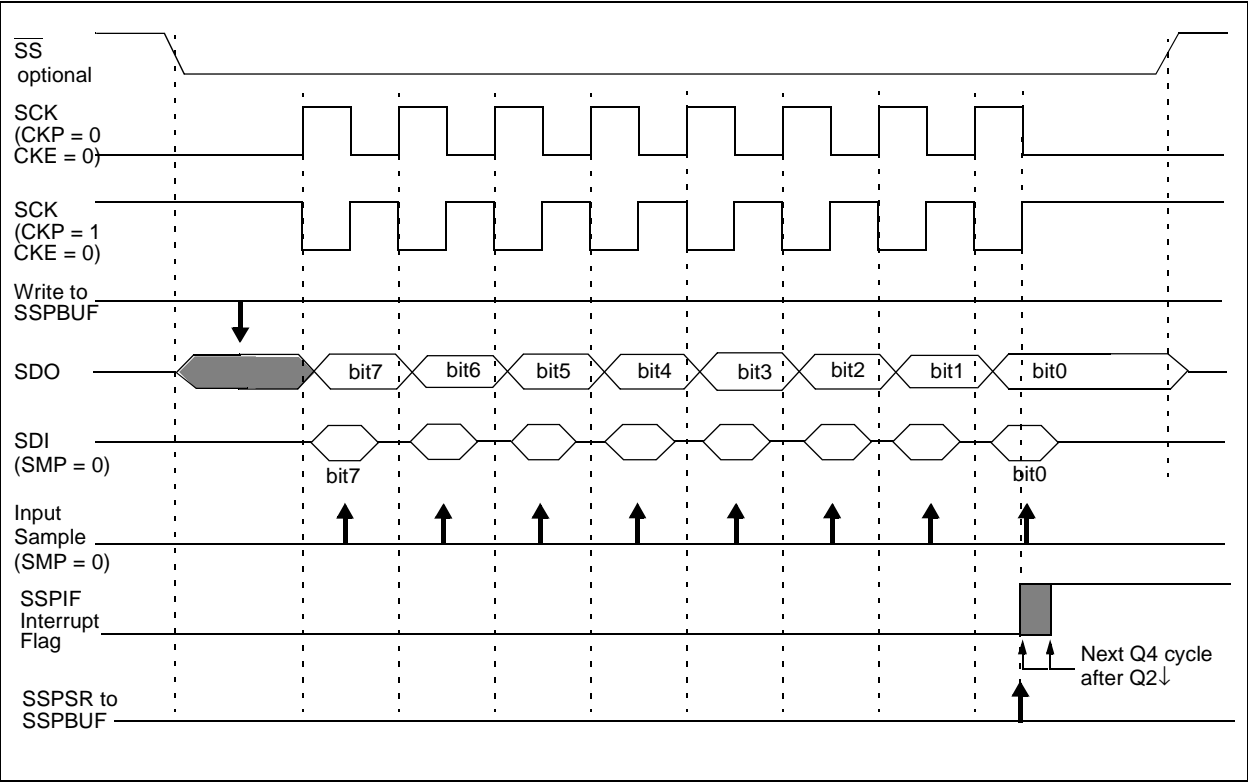 SS
optional
SCK
(CKP = 0
CKE = 0)
SCK
(CKP = 1
CKE = 0)
Write to
SSPBUF
SDO
bit7 bit6 bit5 bit4 bit3 bit2 bit1 bit0
SDI
(SMP = 0)
bit7
bit0
Input
Sample
(SMP = 0)
SSPIF
Interrupt
Flag
Next Q4 cycle
after Q2↓
SSPSR to
SSPBUF